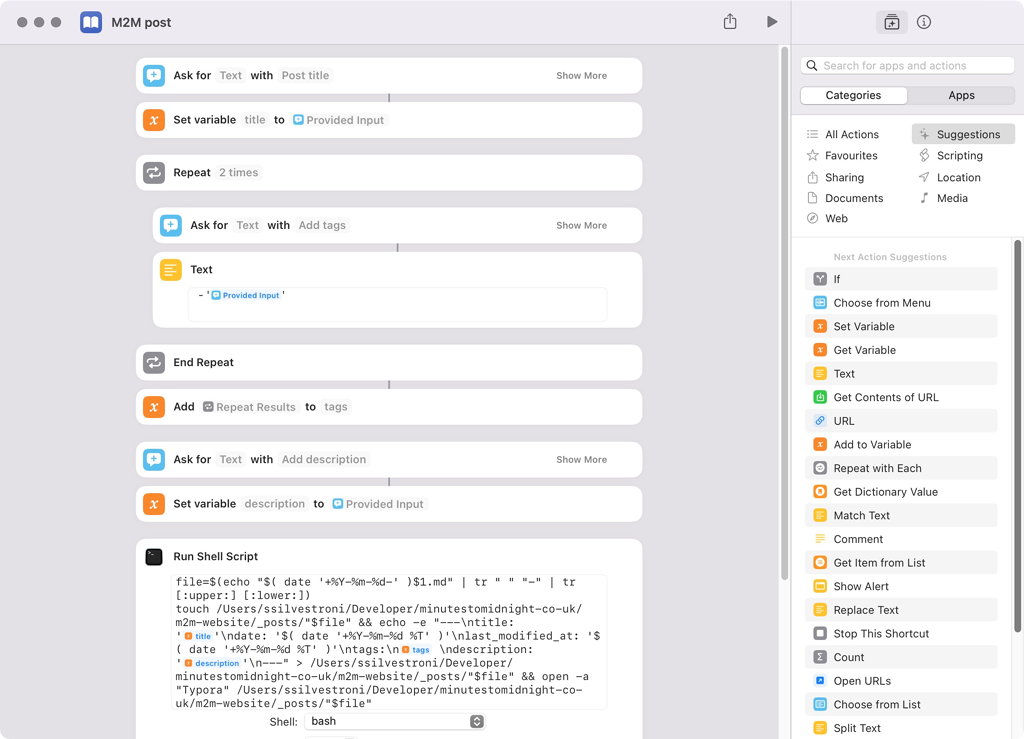 M2M post
Ask for Text with Post title Show More
Set variable title to Provided Input
Repeat 2 times
Ask for Text with Add tags Show More
Text
- 'Provided Input'
End Repeat
Add Repeat Results to tags
Ask for Text with Add description Show More
Set variable description to Provided Input
Run Shell Script
file=$(echo "$( date '+%Y-%m-%d-' )$1.md" | tr " " "-" | tr
[:upper:] [:lower:])
touch /Users/ssilvestroni/Developer/minutestomidnight-co-uk/
m2m-website/_posts/"$file" && echo -e "---\ntitle:
'title'\ndate: '$( date '+%Y-%m-%d %T' )'\nlast_modified_at: '$
( date '+%Y-%m-%d %T' )'\ntags:\n tags \ndescription:
'description'\n---" > /Users/ssilvestroni/Developer/
minutestomidnight-co-uk/m2m-website/_posts/"$file" && open -a
"Typora" /Users/ssilvestroni/Developer/minutestomidnight-co-
uk/m2m-website/_posts/"$file"
Shell: bash
Search for apps and actions
Categories Apps
All Actions Suggestions
Favourites Scripting
Sharing Location
Documents Media
Web
Next Action Suggestions
If
Choose from Menu
Set Variable
Get Variable
Text
Get Contents of URL
URL
Add to Variable
Repeat with Each
Get Dictionary Value
Match Text
Comment
Get Item from List
Show Alert
Replace Text
Stop This Shortcut
Count
Open URLs
Choose from List
Split Text